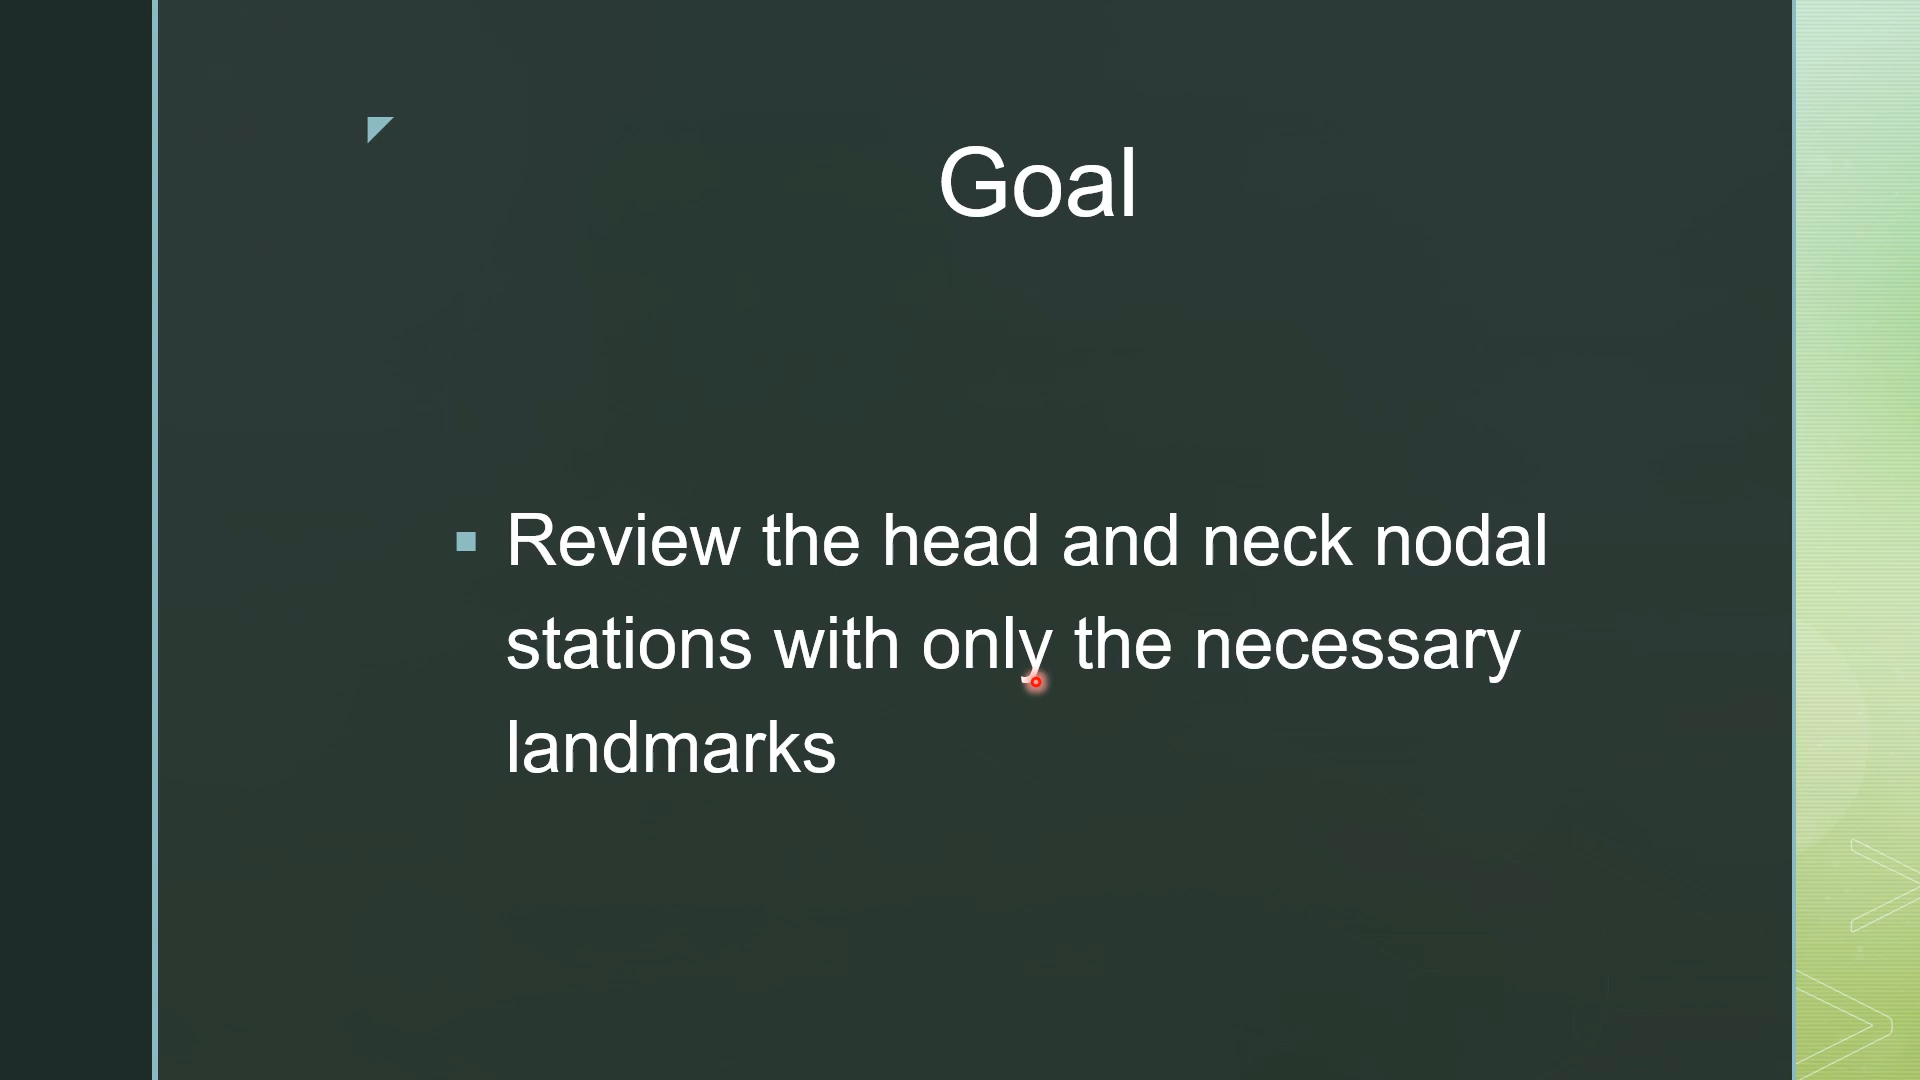 Goal
Review the head and neck nodal
stations with only the necessary
landmarks